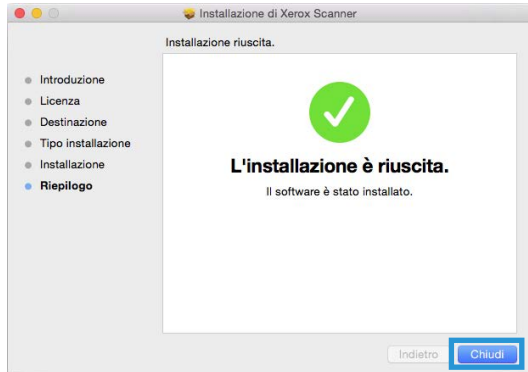 Installazione di Xerox Scanner
Installazione riuscita.
Introduzione
Licenza
Destinazione
Tipo installazione
Installazione
Riepilogo
L'installazione è riuscita.
Il software è stato installato.
Indietro
Chiudi